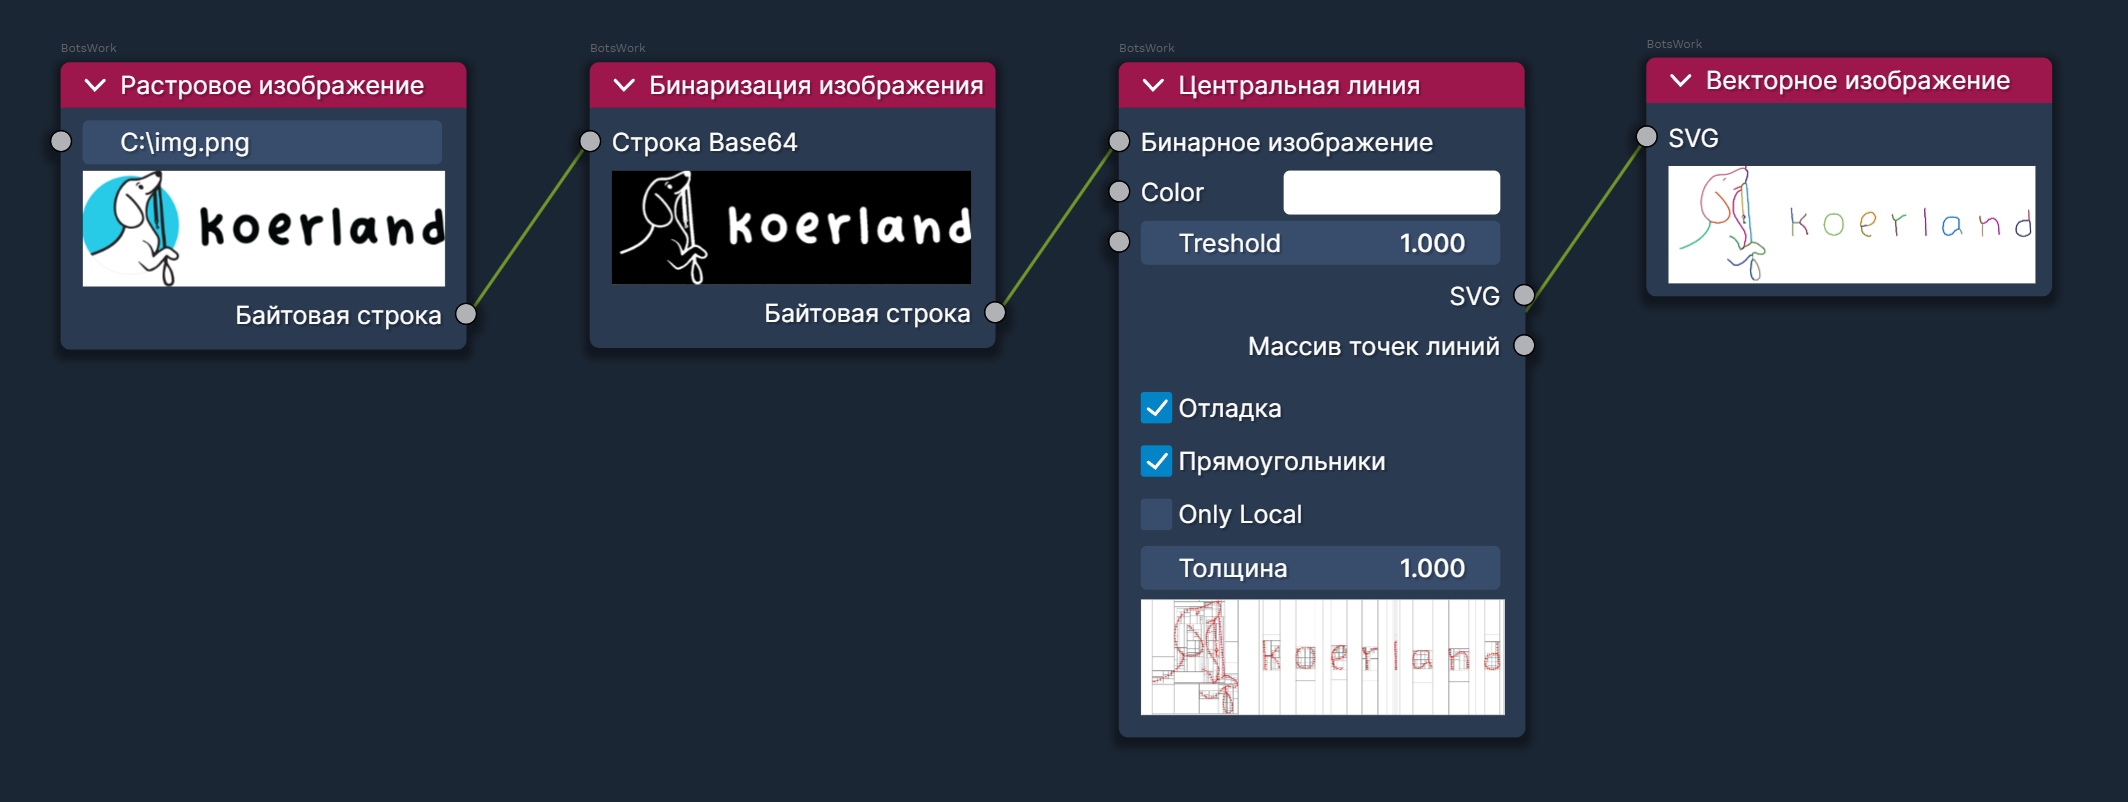 BotsWork
Растровое изображение
C:\img.png
koerland
Байтовая строка
BotsWork
Бинаризация изображения
Строка Base64
koerland
Байтовая строка
BotsWork
Центральная линия
Бинарное изображение
Color
Treshold 1.000
SVG
Массив точек линий
Отладка
Прямоугольники
Only Local
Толщина 1.000
koerland
BotsWork
Векторное изображение
SVG
koerland